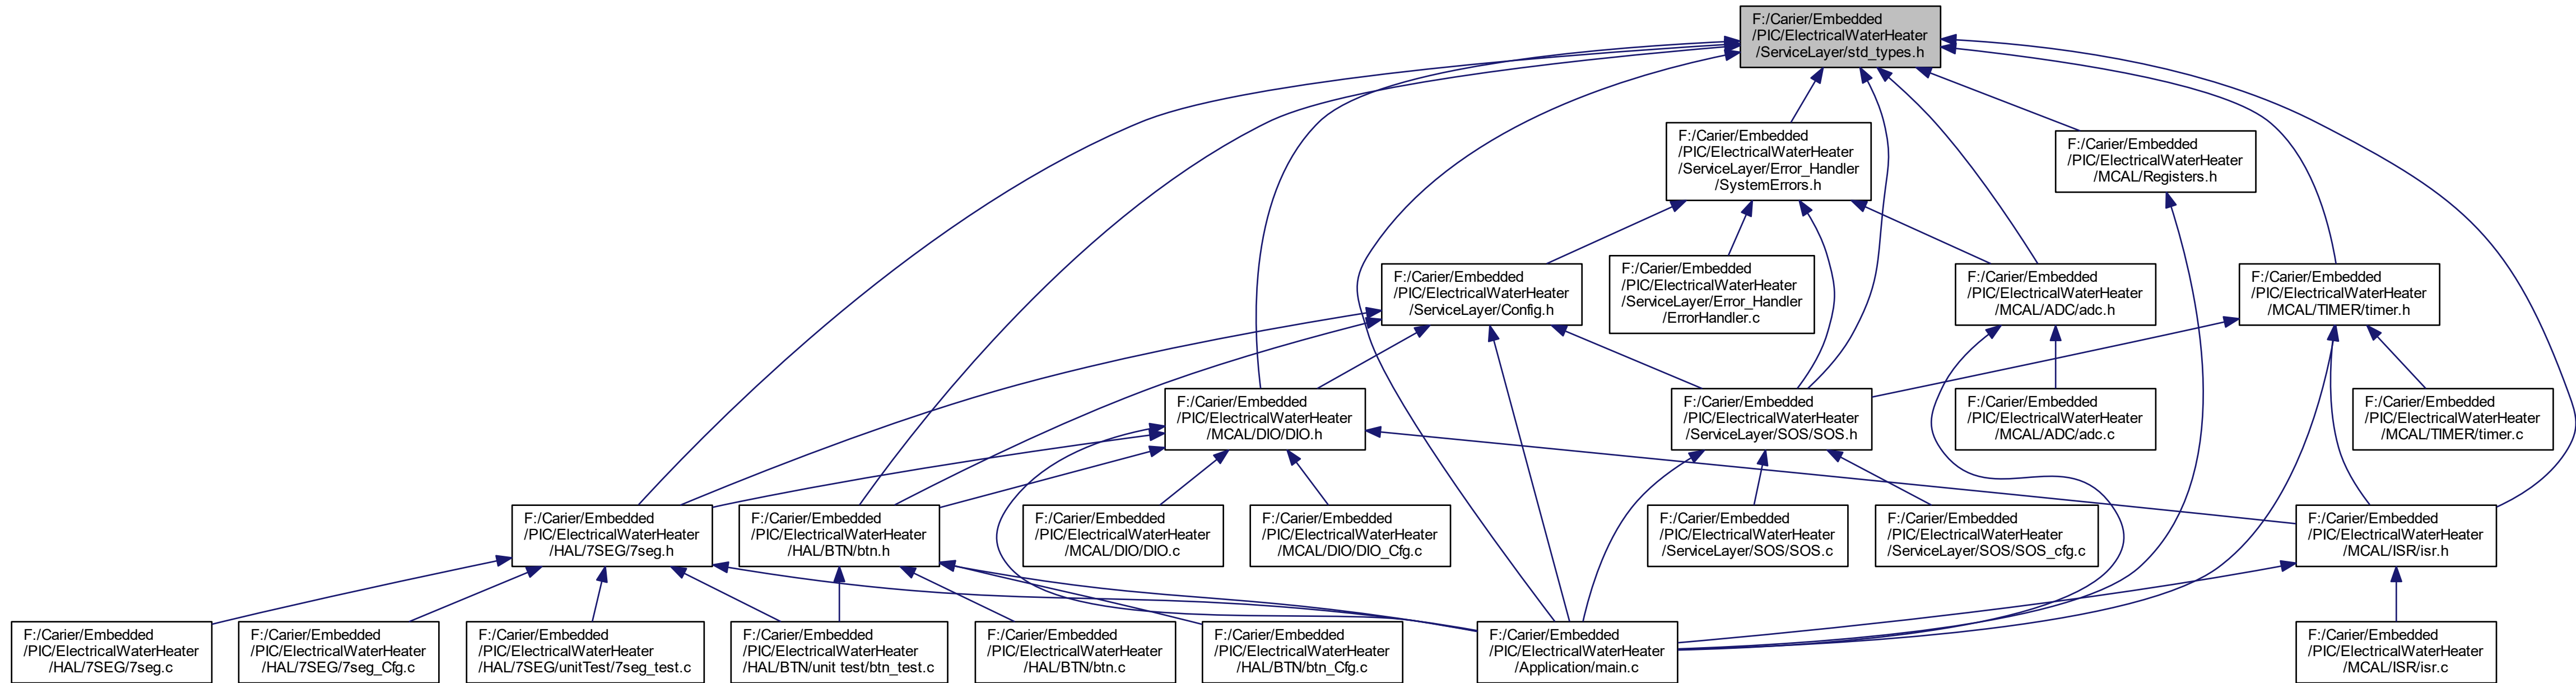 F:/Carier/Embedded
/PIC/ElectricalWaterHeater
/ServiceLayer/std_types.h
F:/Carier/Embedded
/PIC/ElectricalWaterHeater
/ServiceLayer/Error_Handler
/SystemErrors.h
F:/Carier/Embedded
/PIC/ElectricalWaterHeater
/MCAL/Registers.h
F:/Carier/Embedded
/PIC/ElectricalWaterHeater
/ServiceLayer/Config.h
F:/Carier/Embedded
/PIC/ElectricalWaterHeater
/ServiceLayer/Error_Handler
/ErrorHandler.c
F:/Carier/Embedded
/PIC/ElectricalWaterHeater
/MCAL/ADC/adc.h
F:/Carier/Embedded
/PIC/ElectricalWaterHeater
/MCAL/TIMER/timer.h
F:/Carier/Embedded
/PIC/ElectricalWaterHeater
/MCAL/DIO/DIO.h
F:/Carier/Embedded
/PIC/ElectricalWaterHeater
/ServiceLayer/SOS/SOS.h
F:/Carier/Embedded
/PIC/ElectricalWaterHeater
/MCAL/ADC/adc.c
F:/Carier/Embedded
/PIC/ElectricalWaterHeater
/MCAL/TIMER/timer.c
F:/Carier/Embedded
/PIC/ElectricalWaterHeater
/HAL/7SEG/7seg.h
F:/Carier/Embedded
/PIC/ElectricalWaterHeater
/HAL/BTN/btn.h
F:/Carier/Embedded
/PIC/ElectricalWaterHeater
/MCAL/DIO/DIO.c
F:/Carier/Embedded
/PIC/ElectricalWaterHeater
/MCAL/DIO/DIO_Cfg.c
F:/Carier/Embedded
/PIC/ElectricalWaterHeater
/ServiceLayer/SOS/SOS.c
F:/Carier/Embedded
/PIC/ElectricalWaterHeater
/ServiceLayer/SOS/SOS_cfg.c
F:/Carier/Embedded
/PIC/ElectricalWaterHeater
/MCAL/ISR/isr.h
F:/Carier/Embedded
/PIC/ElectricalWaterHeater
/HAL/7SEG/7seg.c
F:/Carier/Embedded
/PIC/ElectricalWaterHeater
/HAL/7SEG/7seg_Cfg.c
F:/Carier/Embedded
/PIC/ElectricalWaterHeater
/HAL/7SEG/unitTest/7seg_test.c
F:/Carier/Embedded
/PIC/ElectricalWaterHeater
/HAL/BTN/unit test/btn_test.c
F:/Carier/Embedded
/PIC/ElectricalWaterHeater
/HAL/BTN/btn.c
F:/Carier/Embedded
/PIC/ElectricalWaterHeater
/HAL/BTN/btn_Cfg.c
F:/Carier/Embedded
/PIC/ElectricalWaterHeater
/Application/main.c
F:/Carier/Embedded
/PIC/ElectricalWaterHeater
/MCAL/ISR/isr.c